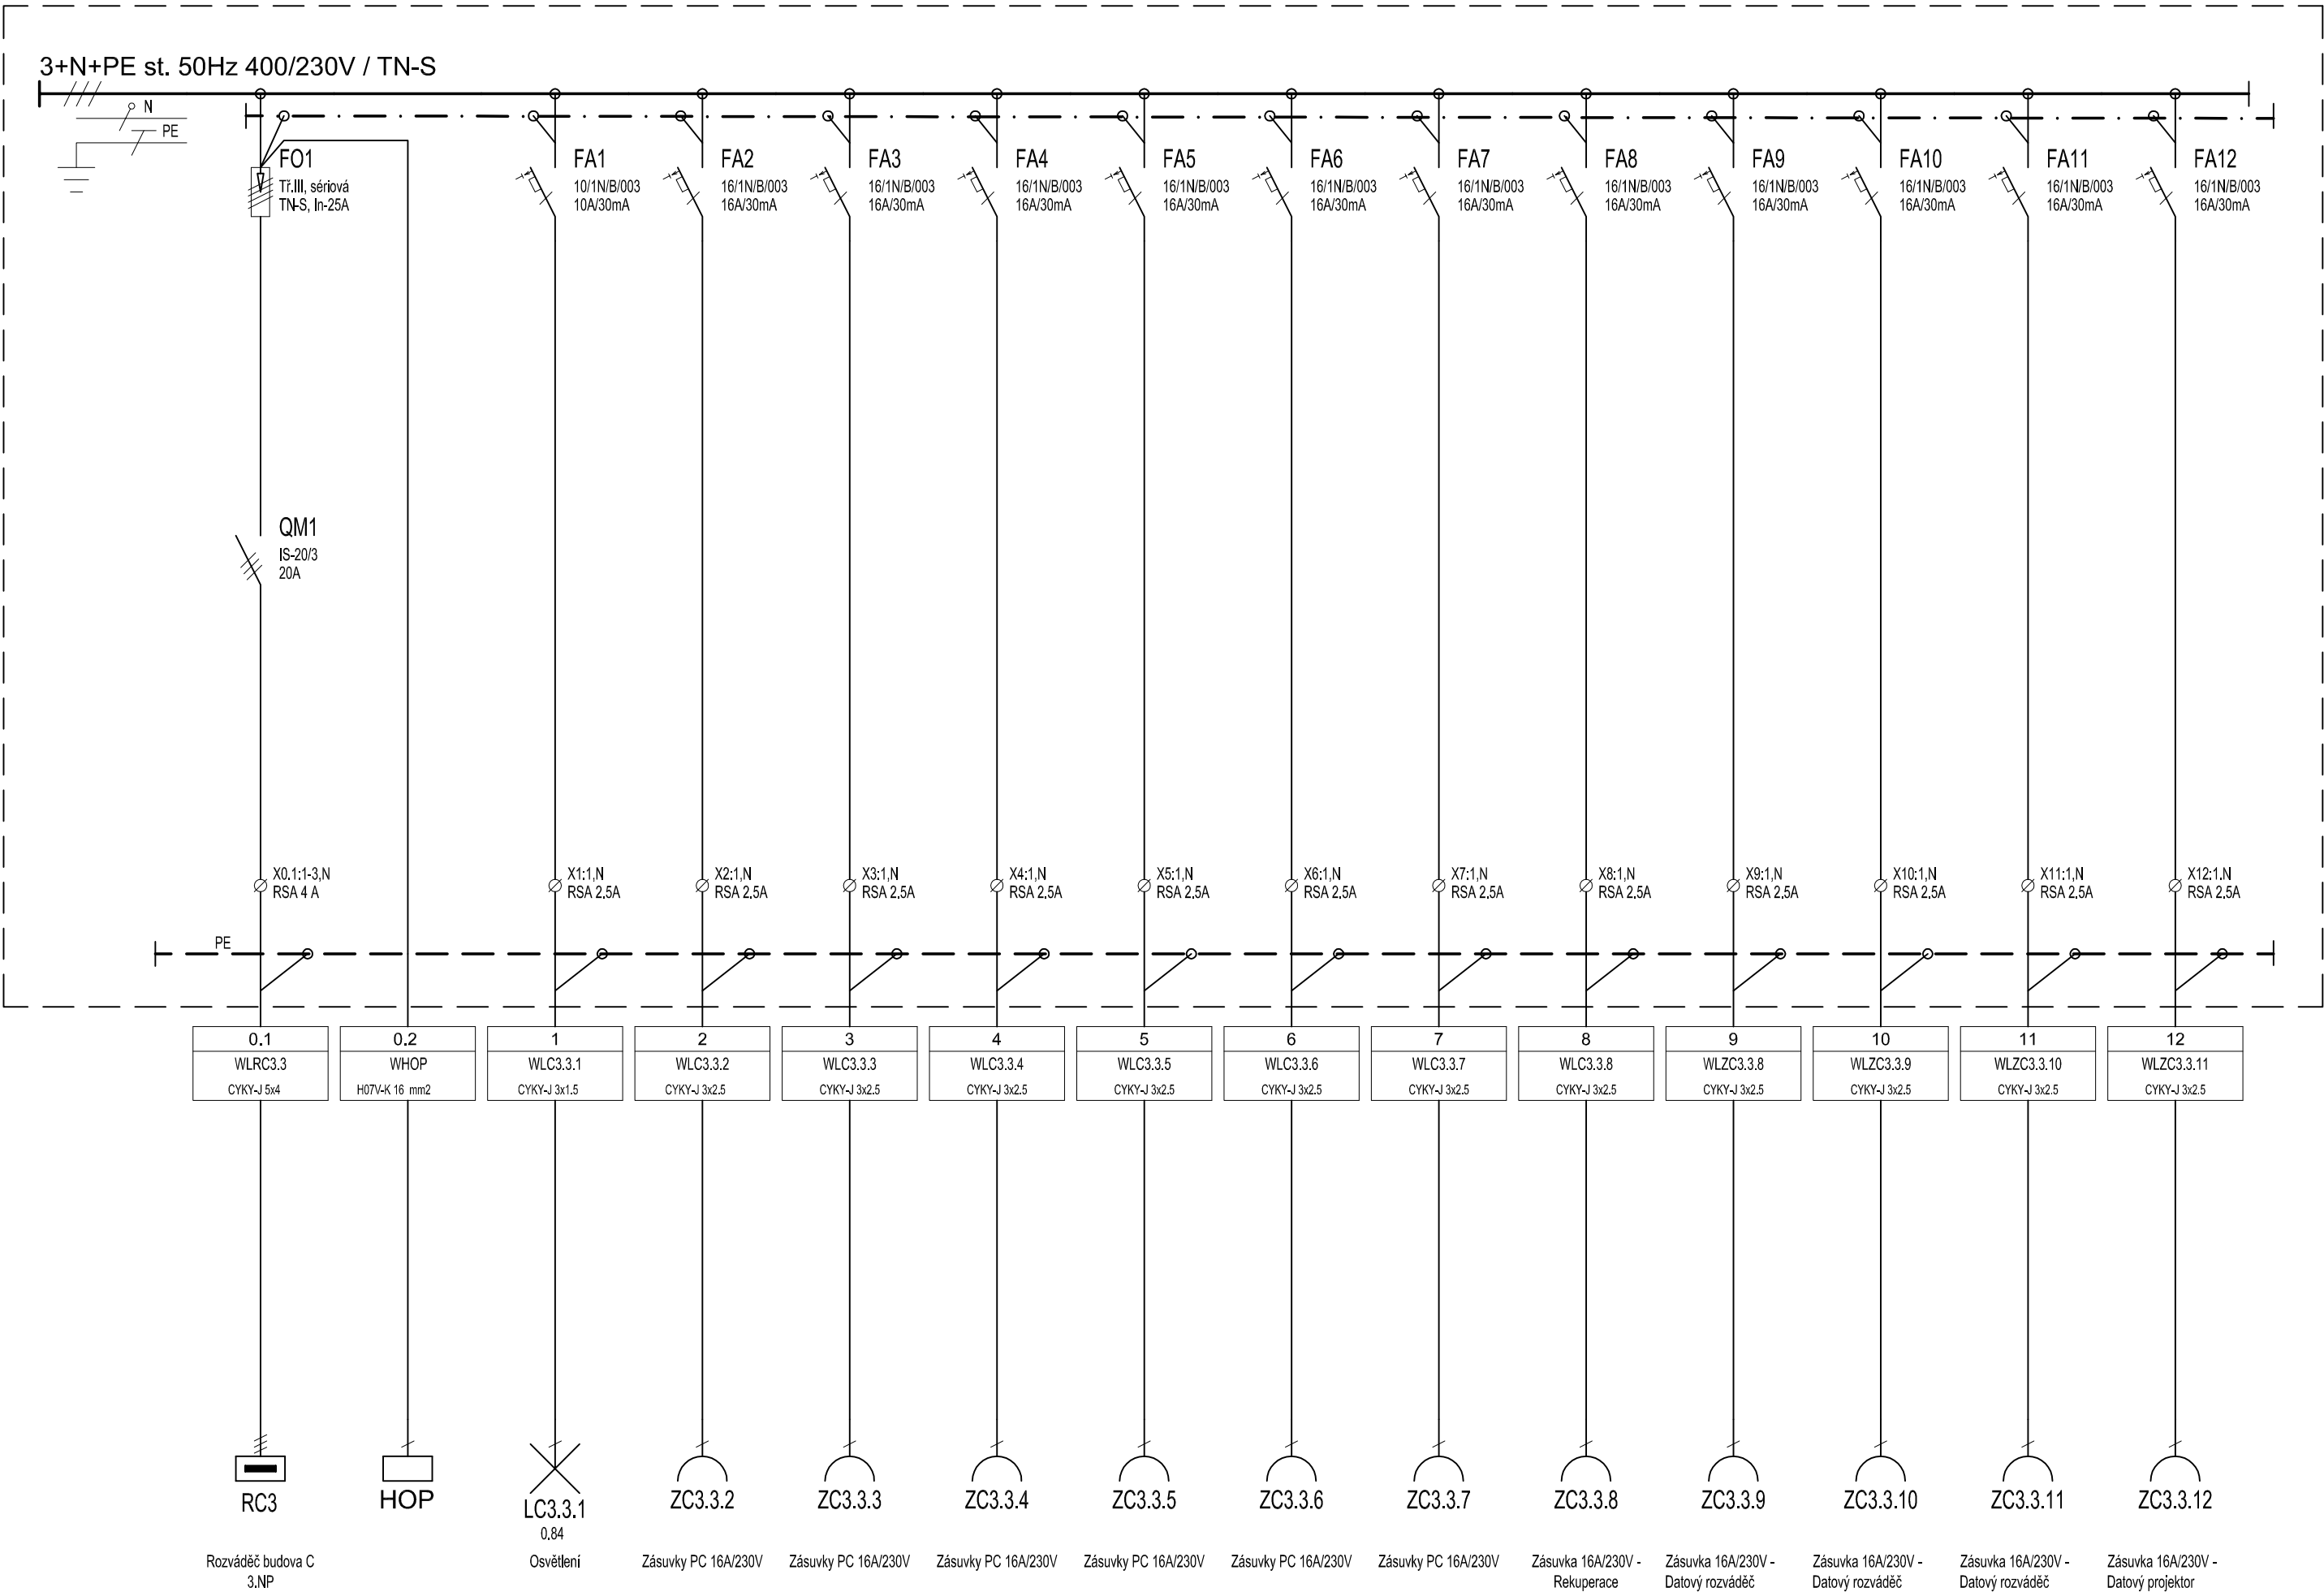 3+N+PE st. 50Hz 400/230V / TN-S
N
PE
FO1
Tř.III, sériová
TN-S, In-25A
FA1
10/1N/B/003
10A/30mA
FA2
16/1N/B/003
16A/30mA
FA3
16/1N/B/003
16A/30mA
FA4
16/1N/B/003
16A/30mA
FA5
16/1N/B/003
16A/30mA
FA6
16/1N/B/003
16A/30mA
FA7
16/1N/B/003
16A/30mA
FA8
16/1N/B/003
16A/30mA
FA9
16/1N/B/003
16A/30mA
FA10
16/1N/B/003
16A/30mA
FA11
16/1N/B/003
16A/30mA
FA12
16/1N/B/003
16A/30mA
QM1
IS-20/3
20A
X0.1:1-3,N
RSA 4 A
X1:1,N
RSA 2,5A
X2:1,N
RSA 2,5A
X3:1,N
RSA 2,5A
X4:1,N
RSA 2,5A
X5:1,N
RSA 2,5A
X6:1,N
RSA 2,5A
X7:1,N
RSA 2,5A
X8:1,N
RSA 2,5A
X9:1,N
RSA 2,5A
X10:1,N
RSA 2,5A
X11:1,N
RSA 2,5A
X12:1.N
RSA 2,5A
PE
0.1
WLRC3.3
CYKY-J 5x4
0.2
WHOP
H07V-K 16 mm2
1
WLC3.3.1
CYKY-J 3x1.5
2
WLC3.3.2
CYKY-J 3x2.5
3
WLC3.3.3
CYKY-J 3x2.5
4
WLC3.3.4
CYKY-J 3x2.5
5
WLC3.3.5
CYKY-J 3x2.5
6
WLC3.3.6
CYKY-J 3x2.5
7
WLC3.3.7
CYKY-J 3x2.5
8
WLC3.3.8
CYKY-J 3x2.5
9
WLZC3.3.8
CYKY-J 3x2.5
10
WLZC3.3.9
CYKY-J 3x2.5
11
WLZC3.3.10
CYKY-J 3x2.5
12
WLZC3.3.11
CYKY-J 3x2.5
RC3
Rozváděč budova C
3.NP
HOP
LC3.3.1
0.84
Osvětlení
ZC3.3.2
Zásuvky PC 16A/230V
ZC3.3.3
Zásuvky PC 16A/230V
ZC3.3.4
Zásuvky PC 16A/230V
ZC3.3.5
Zásuvky PC 16A/230V
ZC3.3.6
Zásuvky PC 16A/230V
ZC3.3.7
Zásuvky PC 16A/230V
ZC3.3.8
Zásuvka 16A/230V -
Rekuperace
ZC3.3.9
Zásuvka 16A/230V -
Datový rozváděč
ZC3.3.10
Zásuvka 16A/230V -
Datový rozváděč
ZC3.3.11
Zásuvka 16A/230V -
Datový rozváděč
ZC3.3.12
Zásuvka 16A/230V -
Datový projektor